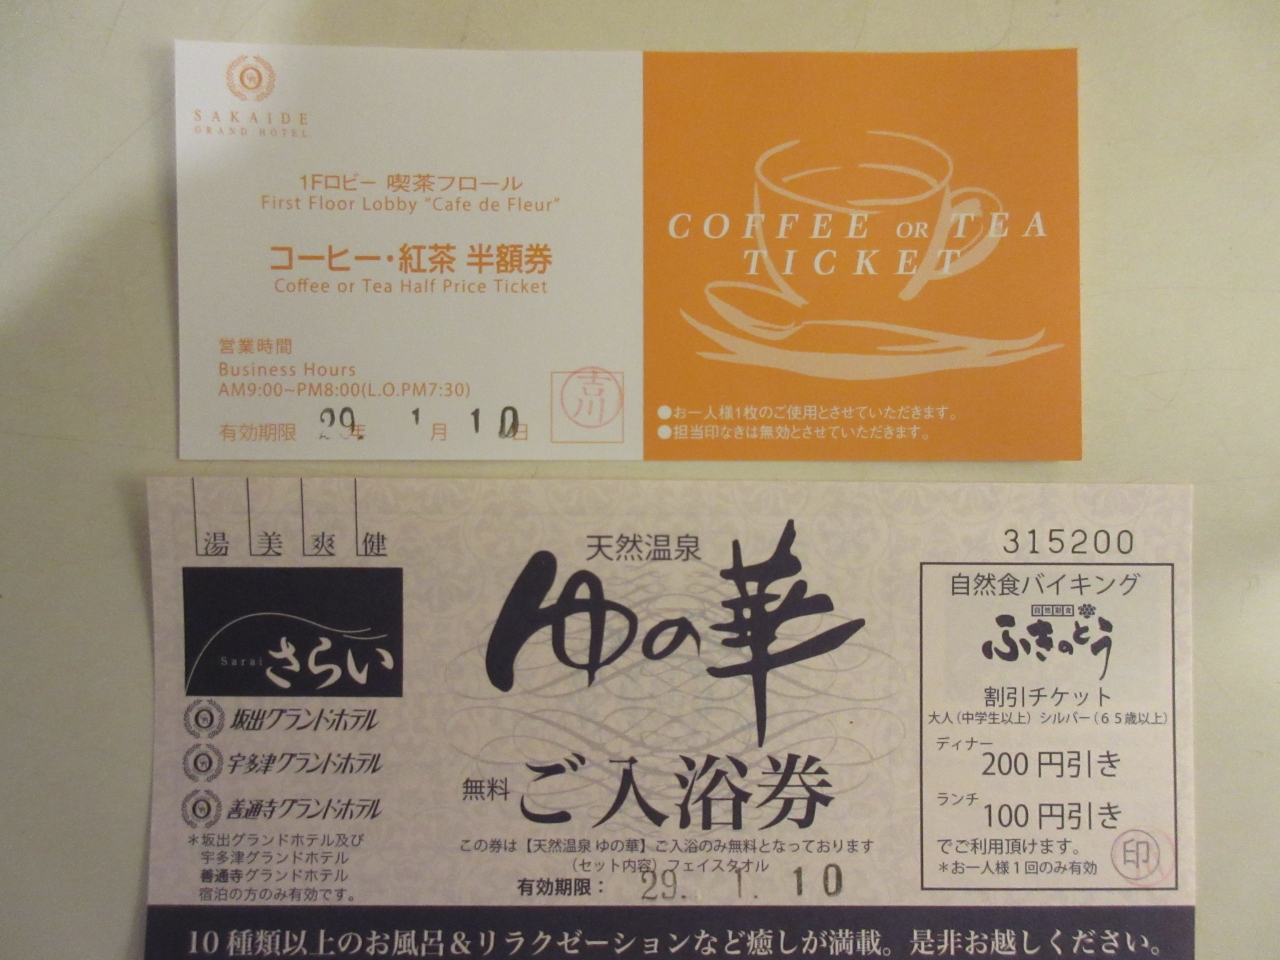 SAKAIDE
GRAND HOTEL
1Fロビー 喫茶フロール
First Floor Lobby "Cafe de Fleur"
コーヒー・紅茶 半額券
Coffee or Tea Half Price Ticket
営業時間
Business Hours
AM9:00~PM8:00(L.O.PM7:30)
有効期限 29.年 1月 10日
吉川
COFFEE OR TEA
TICKET
●お一人様1枚のご使用とさせていただきます。
●担当印なきは無効とさせていただきます。
湯 美 爽 健
Sarai さらい
坂出グランドホテル
宇多津グランドホテル
善通寺グランドホテル
＊坂出グランドホテル及び
宇多津グランドホテル
善通寺グランドホテル
宿泊の方のみ有効です。
天然温泉
ゆの華
無料 ご入浴券
この券は【天然温泉 ゆの華】ご入浴のみ無料となっております
（セット内容）フェイスタオル
有効期限： 29. 1. 10
315200
自然食バイキング
ふきのとう
割引チケット
大人（中学生以上）シルバー（６５歳以上）
ディナー 200 円引き
ランチ 100 円引き
でご利用頂けます。
＊お一人様１回のみ有効
印
10 種類以上のお風呂＆リラクゼーションなど癒しが満載。是非お越しください。